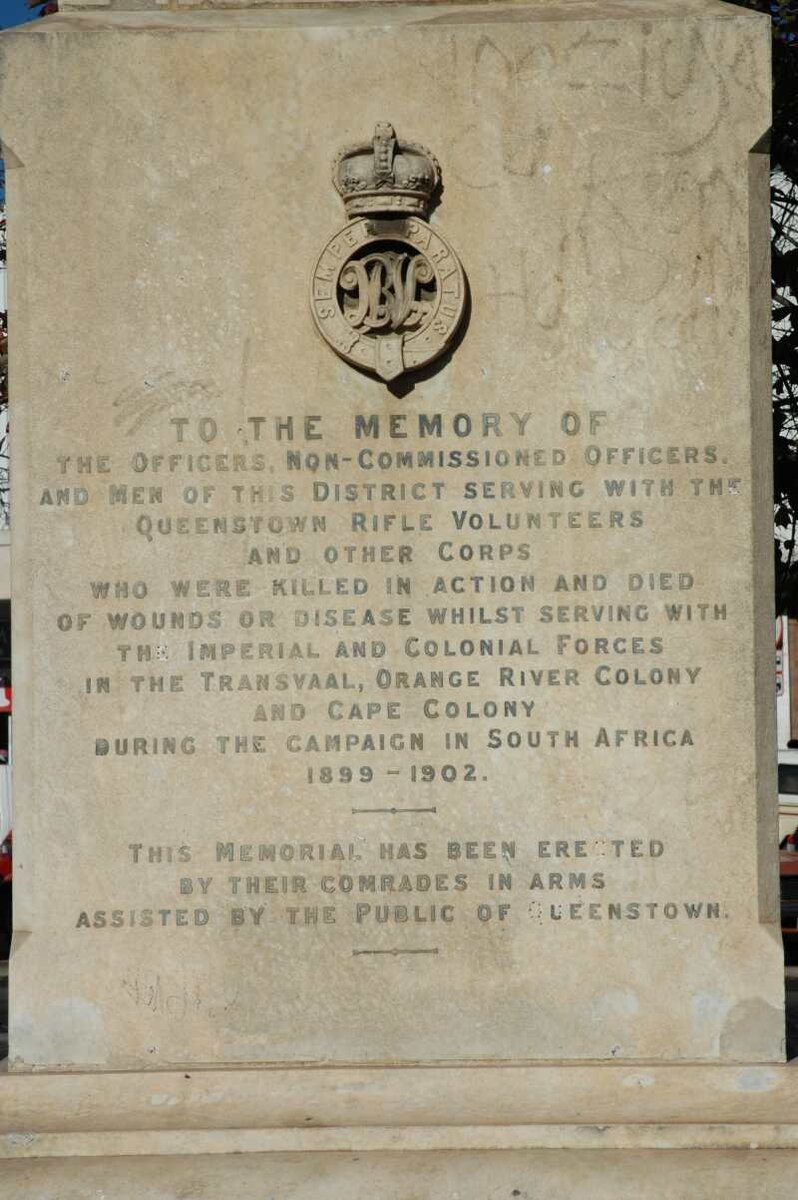 SEMPER PARATUS
TO THE MEMORY OF
THE OFFICERS, NON-COMMISSIONED OFFICERS,
AND MEN OF THIS DISTRICT SERVING WITH THE
QUEENSTOWN RIFLE VOLUNTEERS
AND OTHER CORPS
WHO WERE KILLED IN ACTION AND DIED
OF WOUNDS OR DISEASE WHILST SERVING WITH
THE IMPERIAL AND COLONIAL FORCES
IN THE TRANSVAAL, ORANGE RIVER COLONY
AND CAPE COLONY
DURING THE CAMPAIGN IN SOUTH AFRICA
1899 - 1902.
THIS MEMORIAL HAS BEEN ERECTED
BY THEIR COMRADES IN ARMS
ASSISTED BY THE PUBLIC OF QUEENSTOWN.